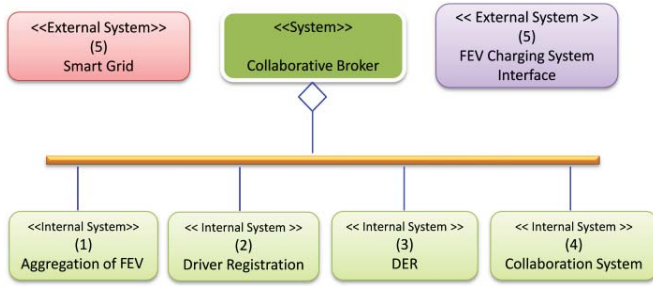 <<External System>>
(5)
Smart Grid
<<System>>
Collaborative Broker
<< External System >>
(5)
FEV Charging System
Interface
<<Internal System>>
(1)
Aggregation of FEV
<< Internal System >>
(2)
Driver Registration
<< Internal System >>
(3)
DER
<< Internal System >>
(4)
Collaboration System